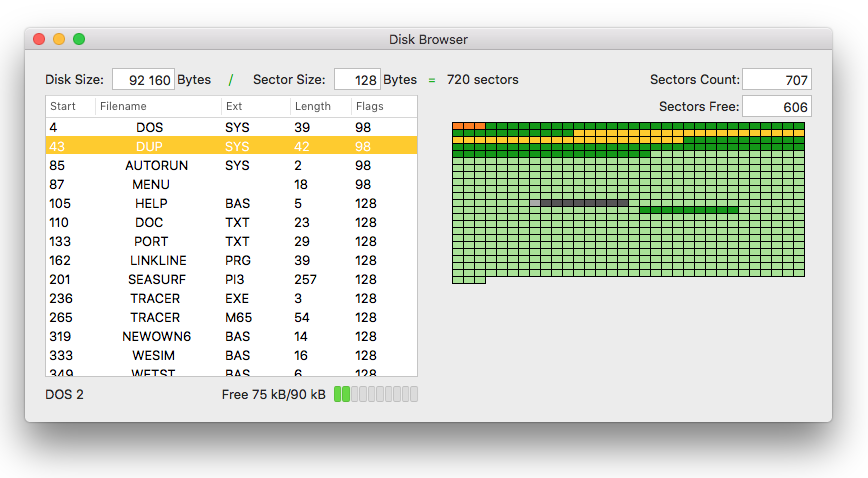 Disk Browser
Disk Size: 92 160 Bytes / Sector Size: 128 Bytes = 720 sectors Sectors Count: 707
Sectors Free: 606
Start Filename Ext Length Flags
4 DOS SYS 39 98
43 DUP SYS 42 98
85 AUTORUN SYS 2 98
87 MENU 18 98
105 HELP BAS 5 128
110 DOC TXT 23 128
133 PORT TXT 29 128
162 LINKLINE PRG 39 128
201 SEASURF PI3 257 128
236 TRACER EXE 3 128
265 TRACER M65 54 128
319 NEWOWN6 BAS 14 128
333 WESIM BAS 16 128
349 WETST BAS 6 128
DOS 2 Free 75 kB/90 kB